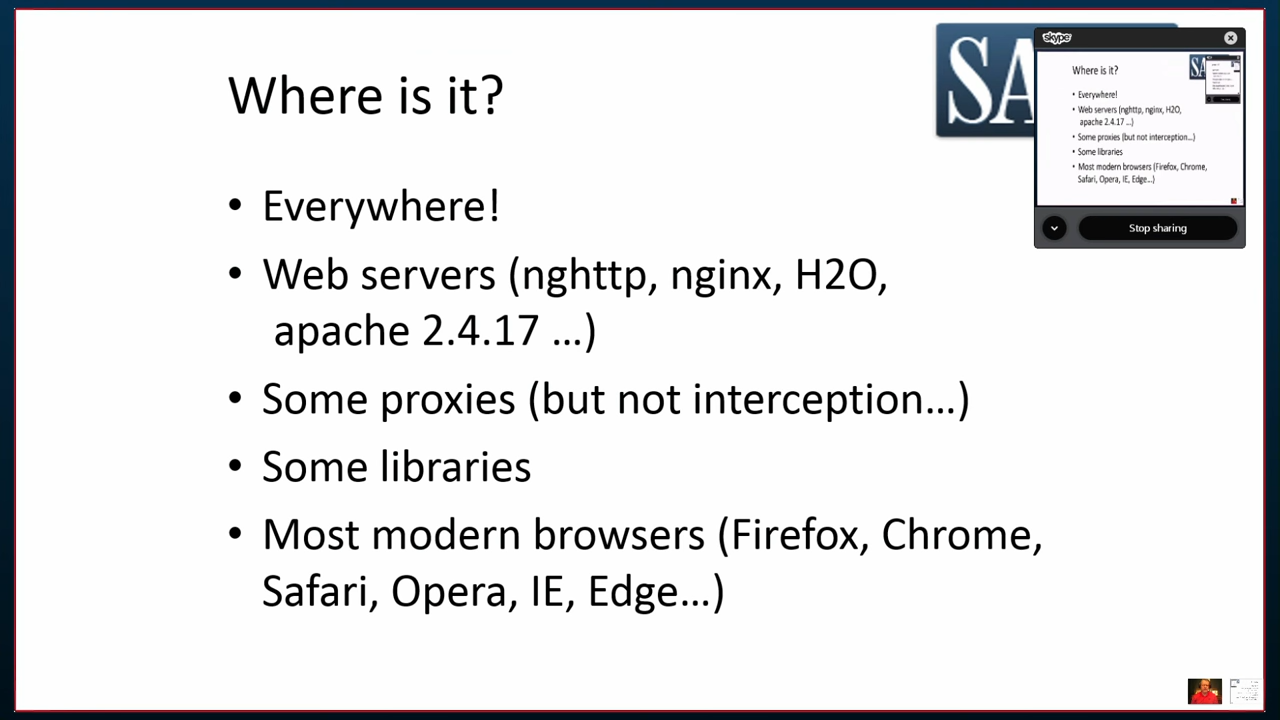 Where is it?
• Everywhere!
• Web servers (nghttp, nginx, H2O,
apache 2.4.17 ...)
• Some proxies (but not interception...)
• Some libraries
• Most modern browsers (Firefox, Chrome,
Safari, Opera, IE, Edge...)
SA
skype
Where is it?
• Everywhere!
• Web servers (nghttp, nginx, H2O,
apache 2.4.17 ...)
• Some proxies (but not interception...)
• Some libraries
• Most modern browsers (Firefox, Chrome,
Safari, Opera, IE, Edge...)
Stop sharing